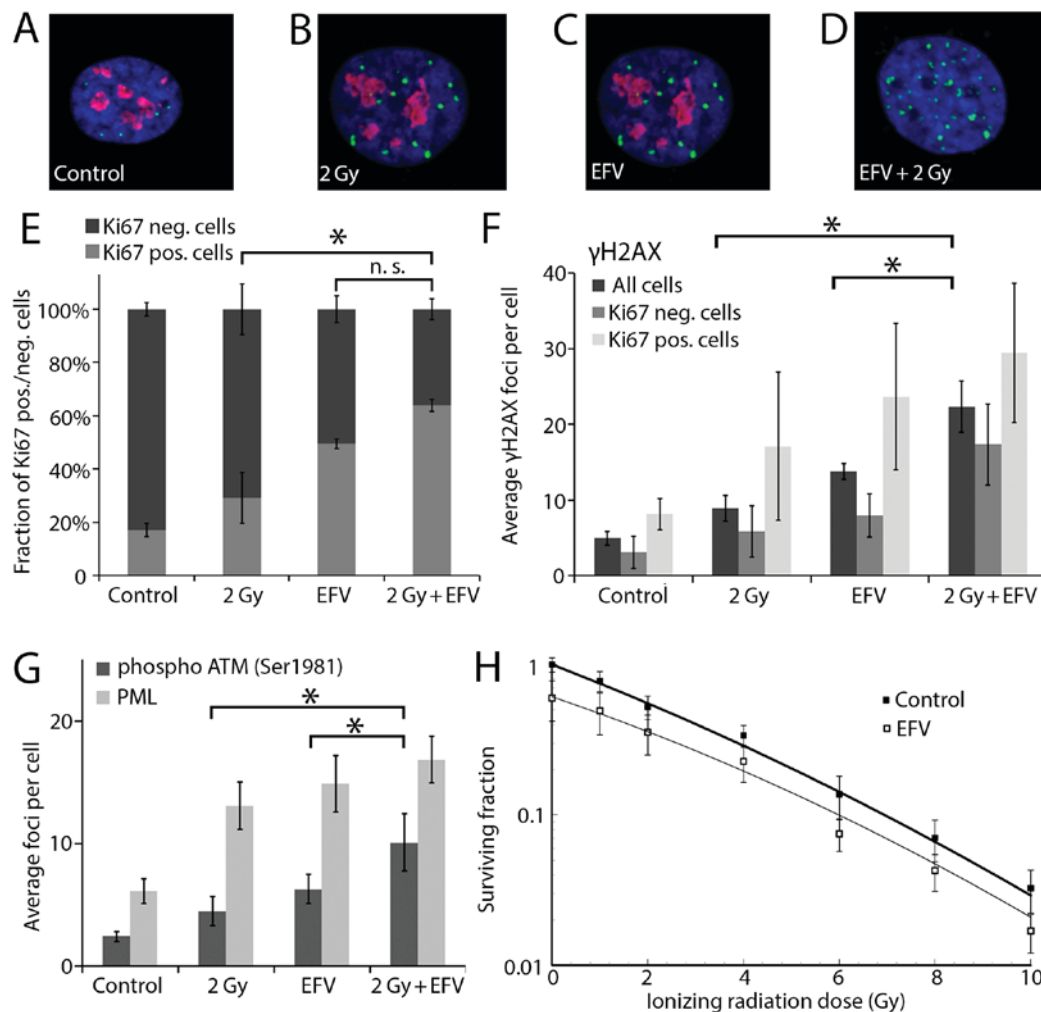 A
B
C
D
Control
2 Gy
EFV
EFV + 2 Gy
E
Ki67 neg. cells
Ki67 pos. cells
*
n. s.
Fraction of Ki67 pos./neg. cells
100%
80%
60%
40%
20%
0
Control
2 Gy
EFV
2 Gy + EFV
F
γH2AX
All cells
Ki67 neg. cells
Ki67 pos. cells
*
*
Average γH2AX foci per cell
40
30
20
10
0
Control
2 Gy
EFV
2 Gy + EFV
G
phospho ATM (Ser1981)
PML
*
*
Average foci per cell
20
10
0
Control
2 Gy
EFV
2 Gy + EFV
H
Control
EFV
Surviving fraction
1
0.1
0.01
0
2
4
6
8
10
Ionizing radiation dose (Gy)